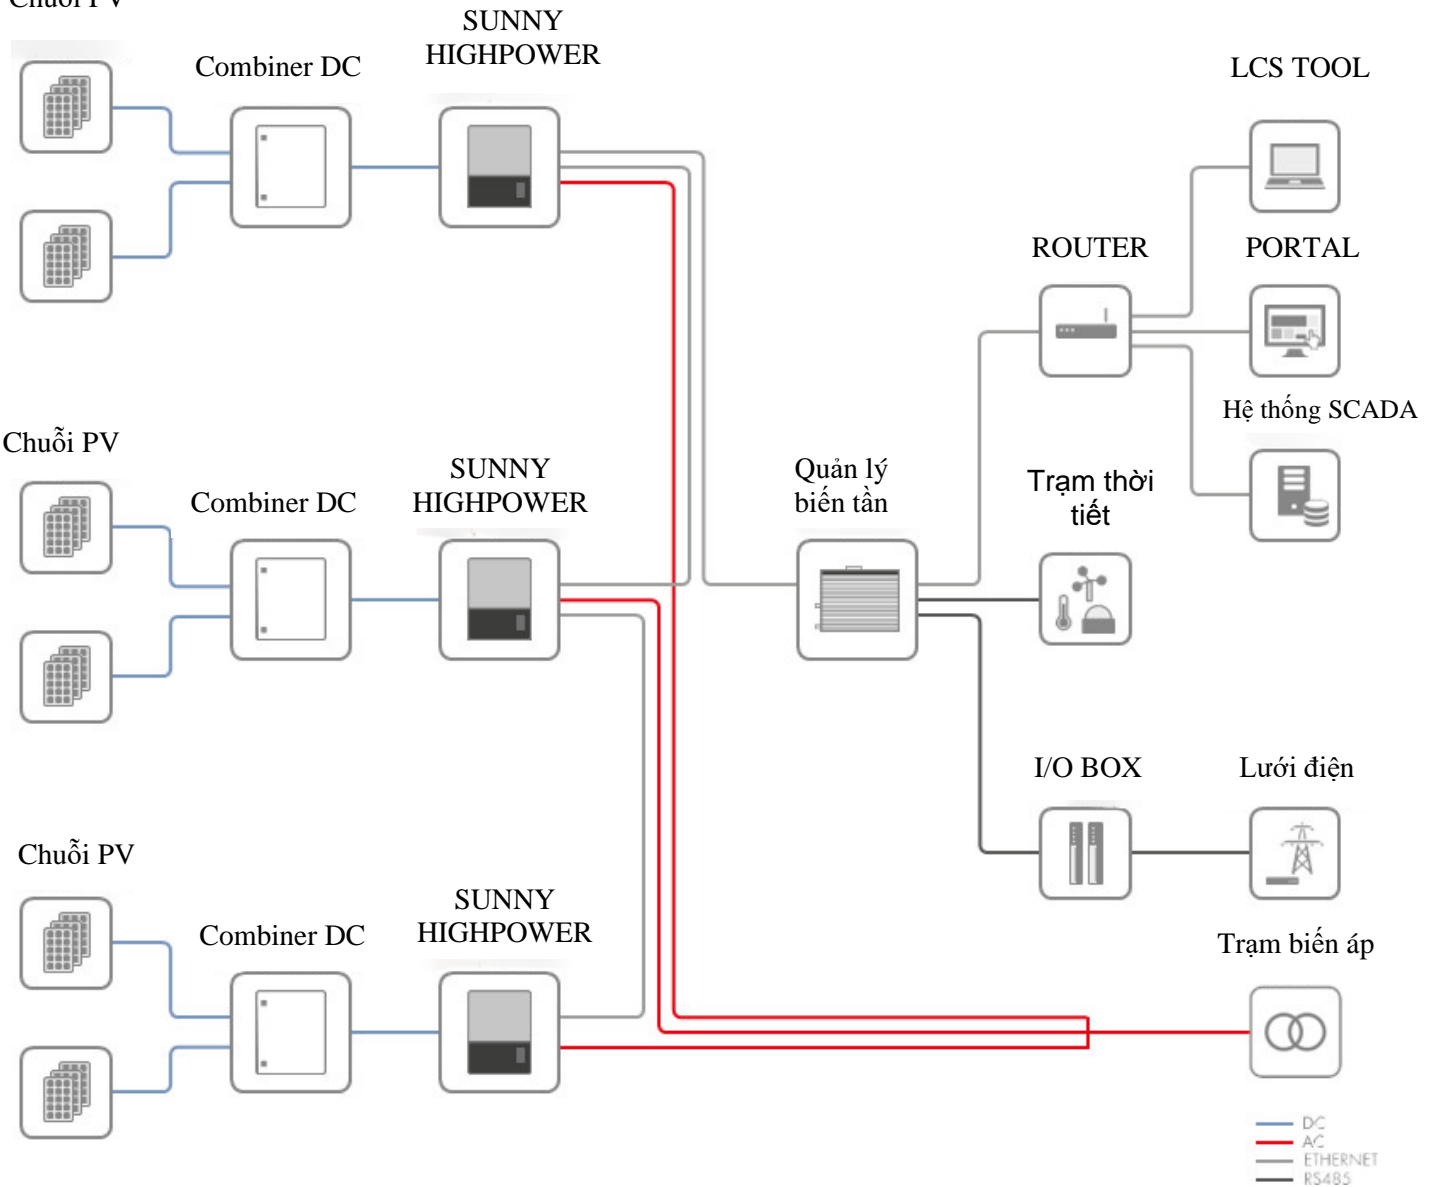 Chuỗi PV
SUNNY
HIGHPOWER
Combiner DC
LCS TOOL
ROUTER
PORTAL
Hệ thống SCADA
Chuỗi PV
SUNNY
HIGHPOWER
Combiner DC
Quản lý
biến tần
Trạm thời
tiết
I/O BOX
Lưới điện
Chuỗi PV
SUNNY
HIGHPOWER
Combiner DC
Trạm biến áp
DC
AC
ETHERNET
RS485